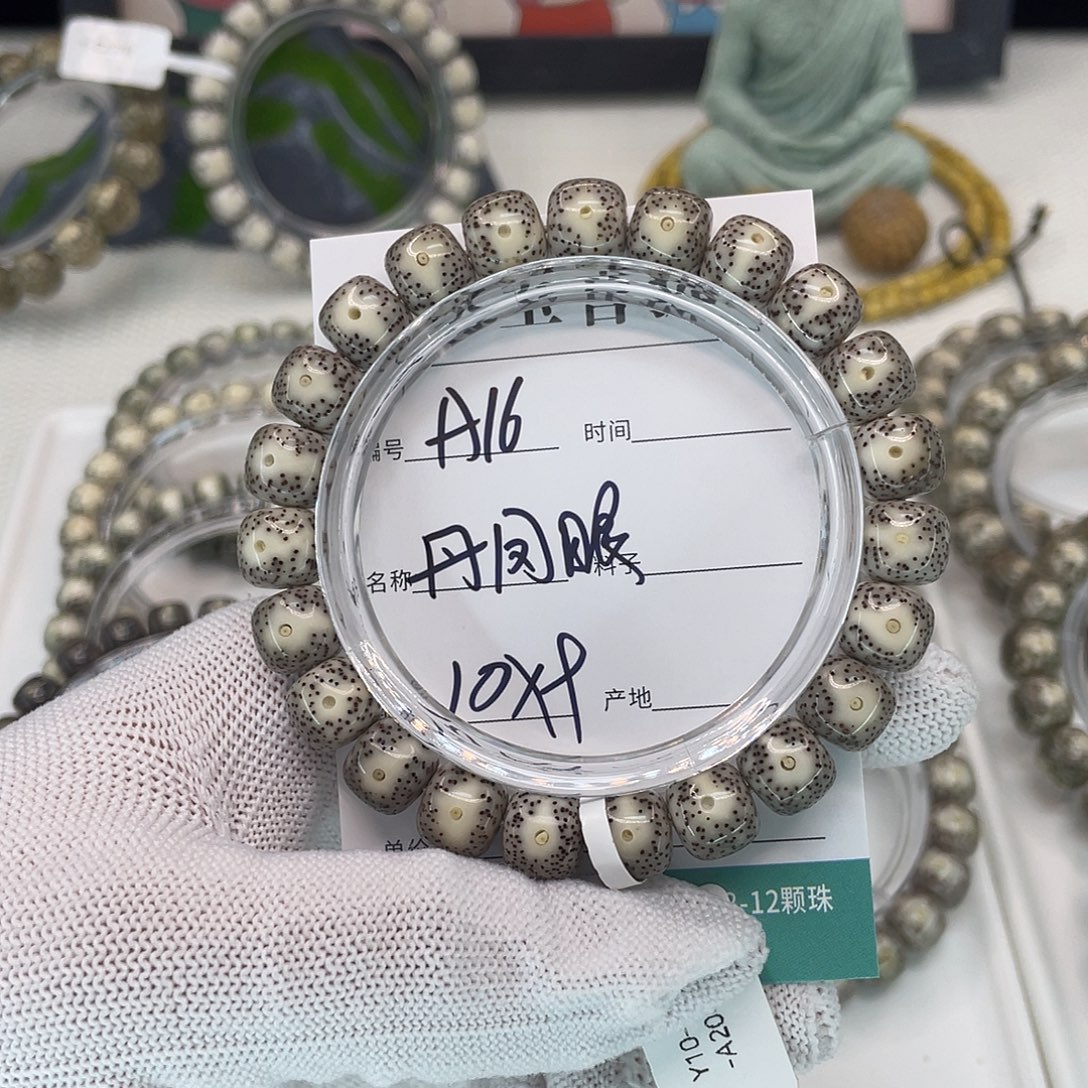 编号 A16 时间
名称 丹凤眼 料子
10X9 产地
单价
-12颗珠
Y10-
-A20